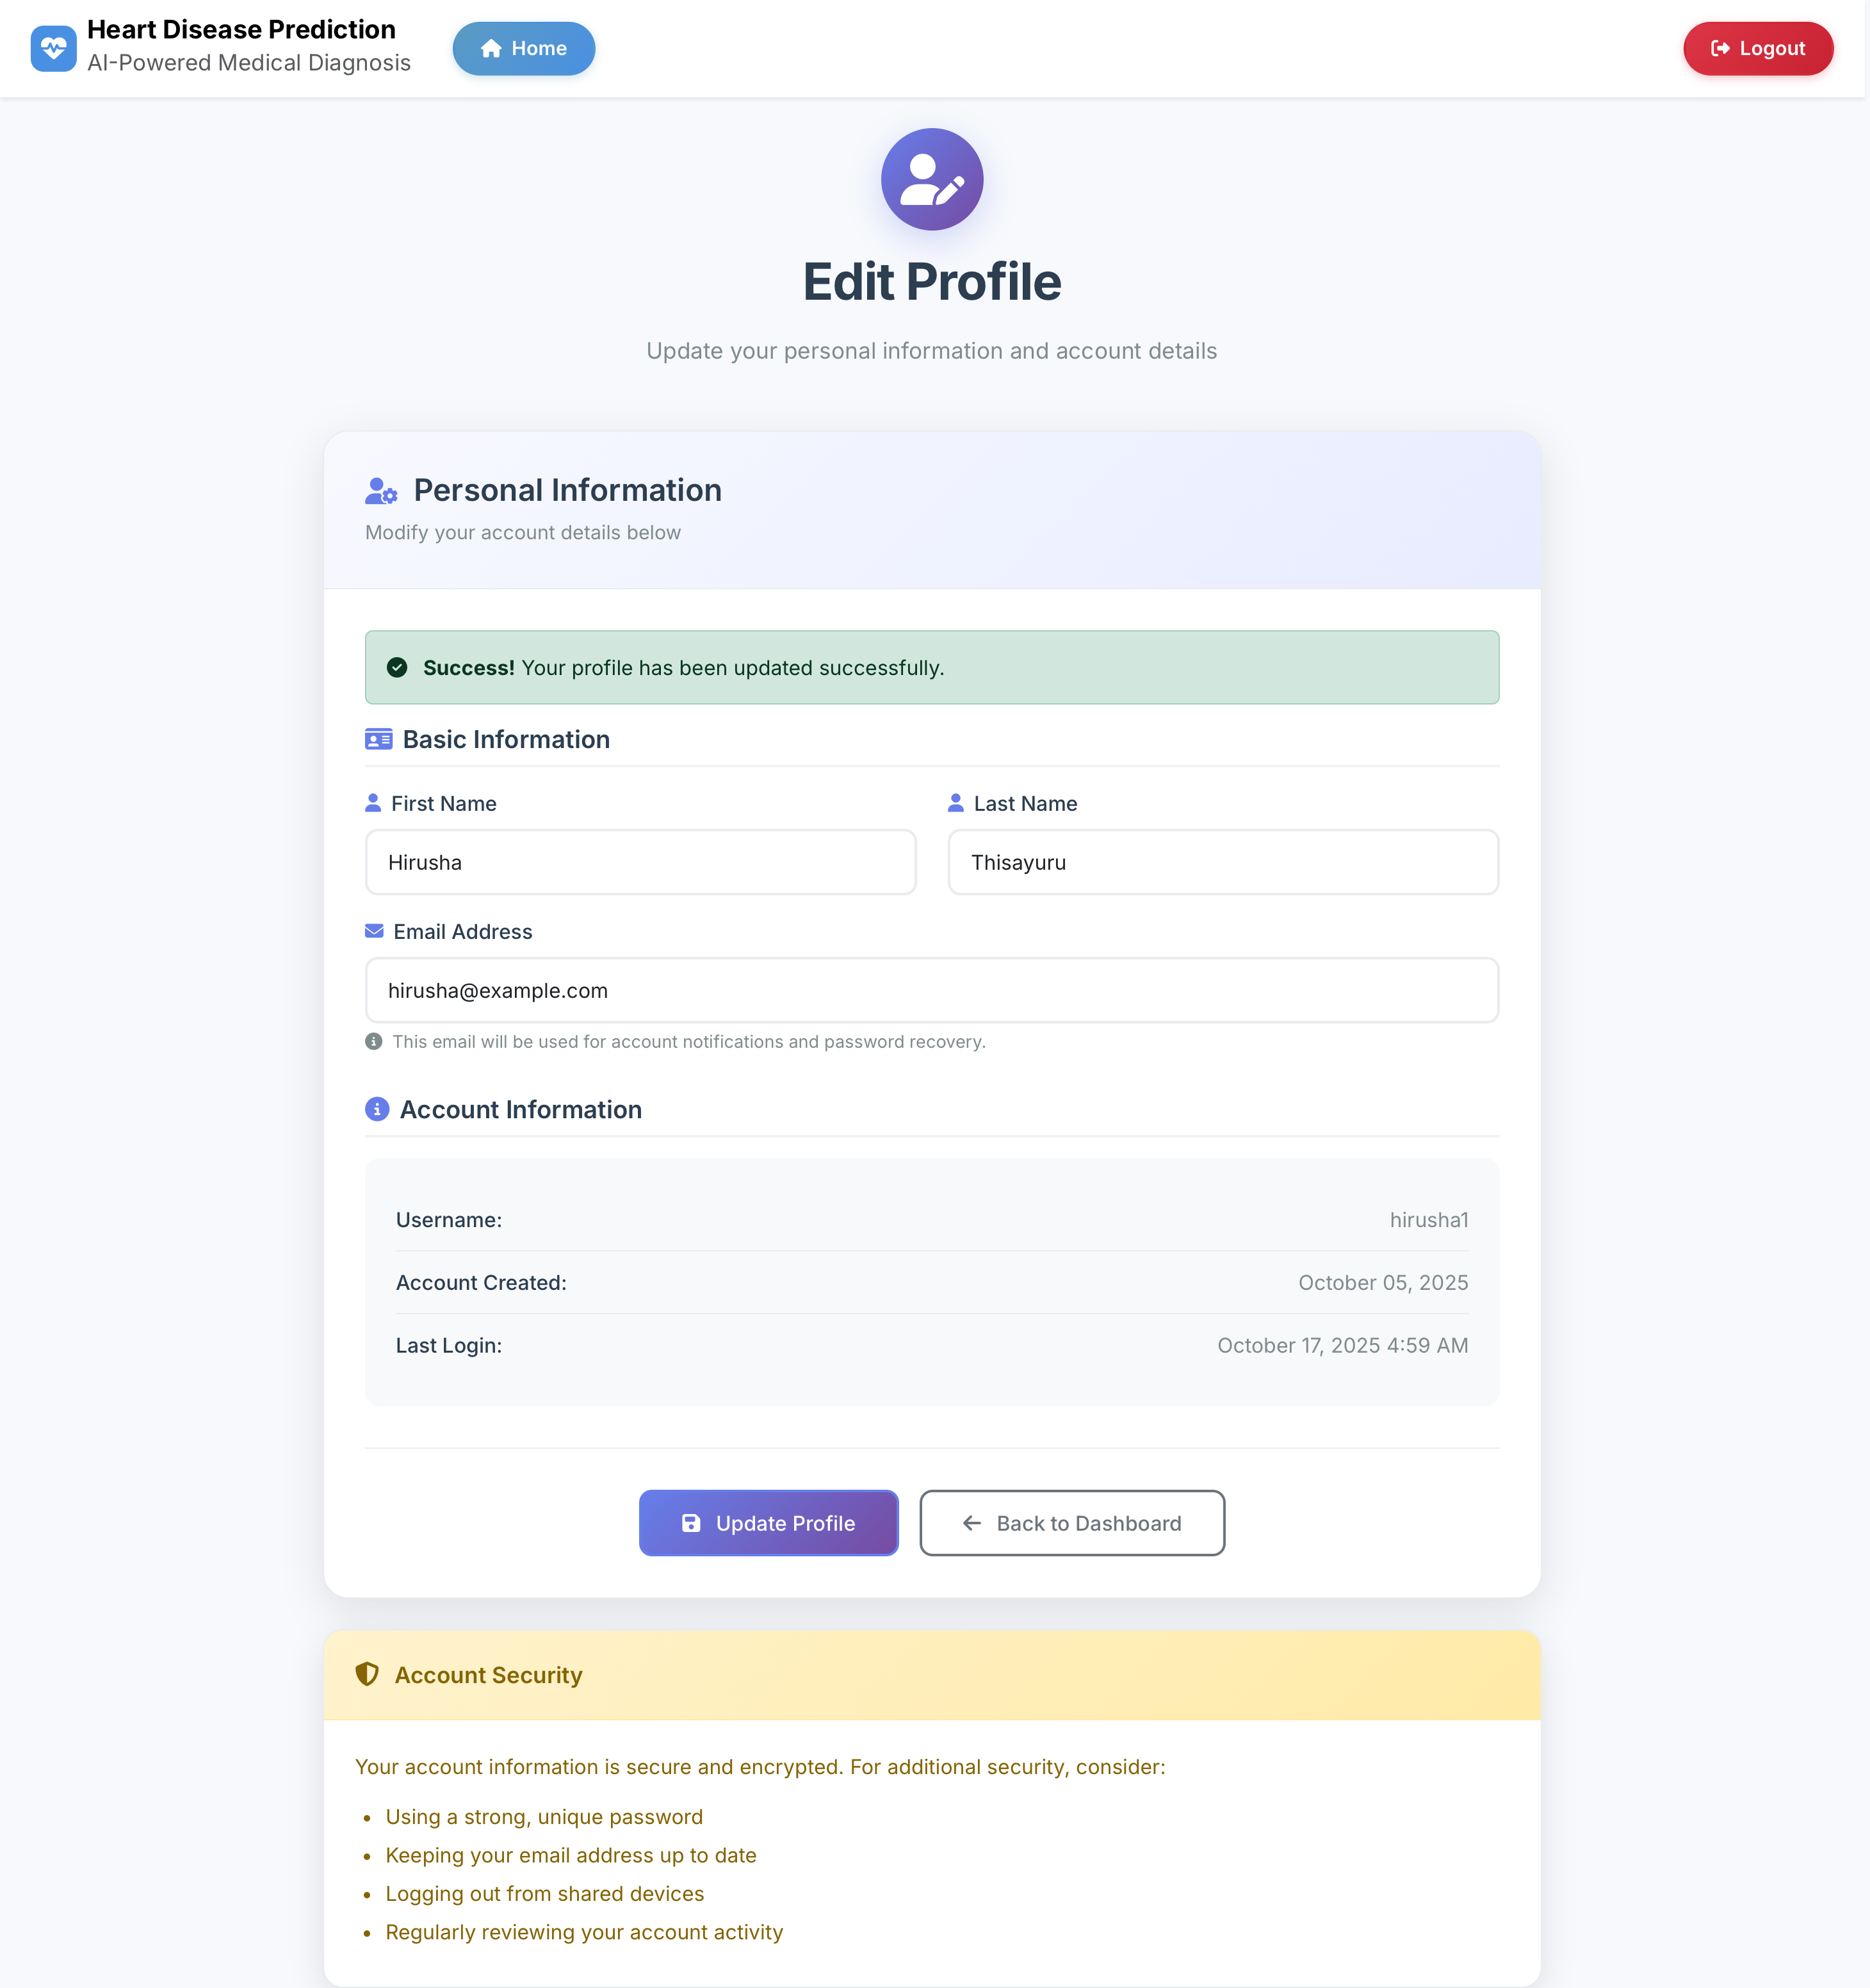 Heart Disease Prediction
AI-Powered Medical Diagnosis
Home
Logout
Edit Profile
Update your personal information and account details
Personal Information
Modify your account details below
Success! Your profile has been updated successfully.
Basic Information
First Name
Last Name
Hirusha
Thisayuru
Email Address
hirusha@example.com
This email will be used for account notifications and password recovery.
Account Information
Username: hirusha1
Account Created: October 05, 2025
Last Login: October 17, 2025 4:59 AM
Update Profile
Back to Dashboard
Account Security
Your account information is secure and encrypted. For additional security, consider:
• Using a strong, unique password
• Keeping your email address up to date
• Logging out from shared devices
• Regularly reviewing your account activity